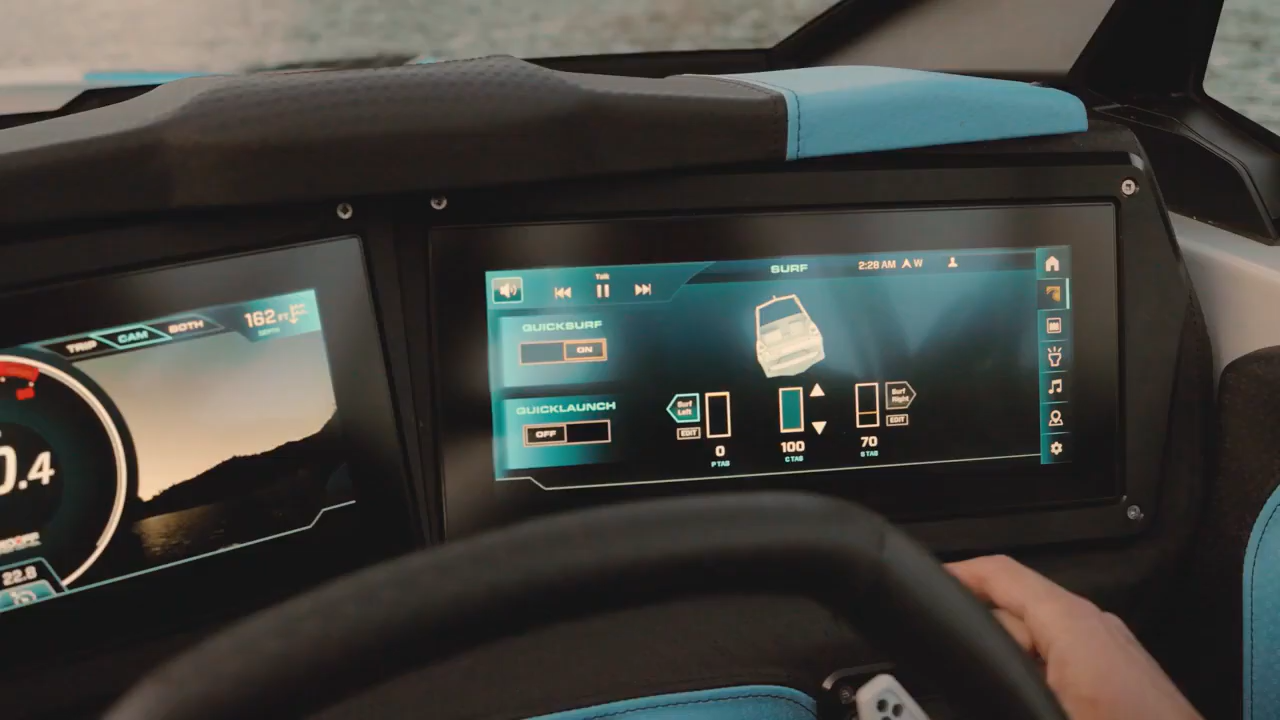 TRIP CAM BOTH
162 FT
DEPTH
0.4
22.8
Talk
SURF
2:28 AM W
QUICKSURF
ON
QUICKLAUNCH
OFF
Surf
Left
EDIT
0
P TAB
100
C TAB
Surf
Right
EDIT
70
S TAB